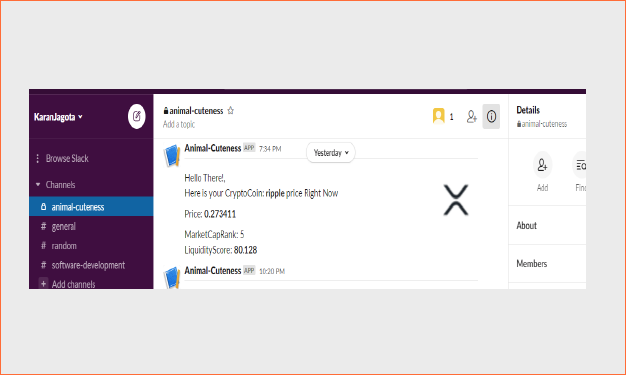 KaranJagota
Browse Slack
Channels
animal-cuteness
# general
# random
# software-development
+ Add channels
animal-cuteness
Add a topic
1
Yesterday
Animal-Cuteness APP 7:34 PM
Hello There!,
Here is your CryptoCoin: ripple price Right Now
Price: 0.273411
MarketCapRank: 5
LiquidityScore: 80.128
Animal-Cuteness APP 10:20 PM
Details
animal-cuteness
Add
Find
About
Members